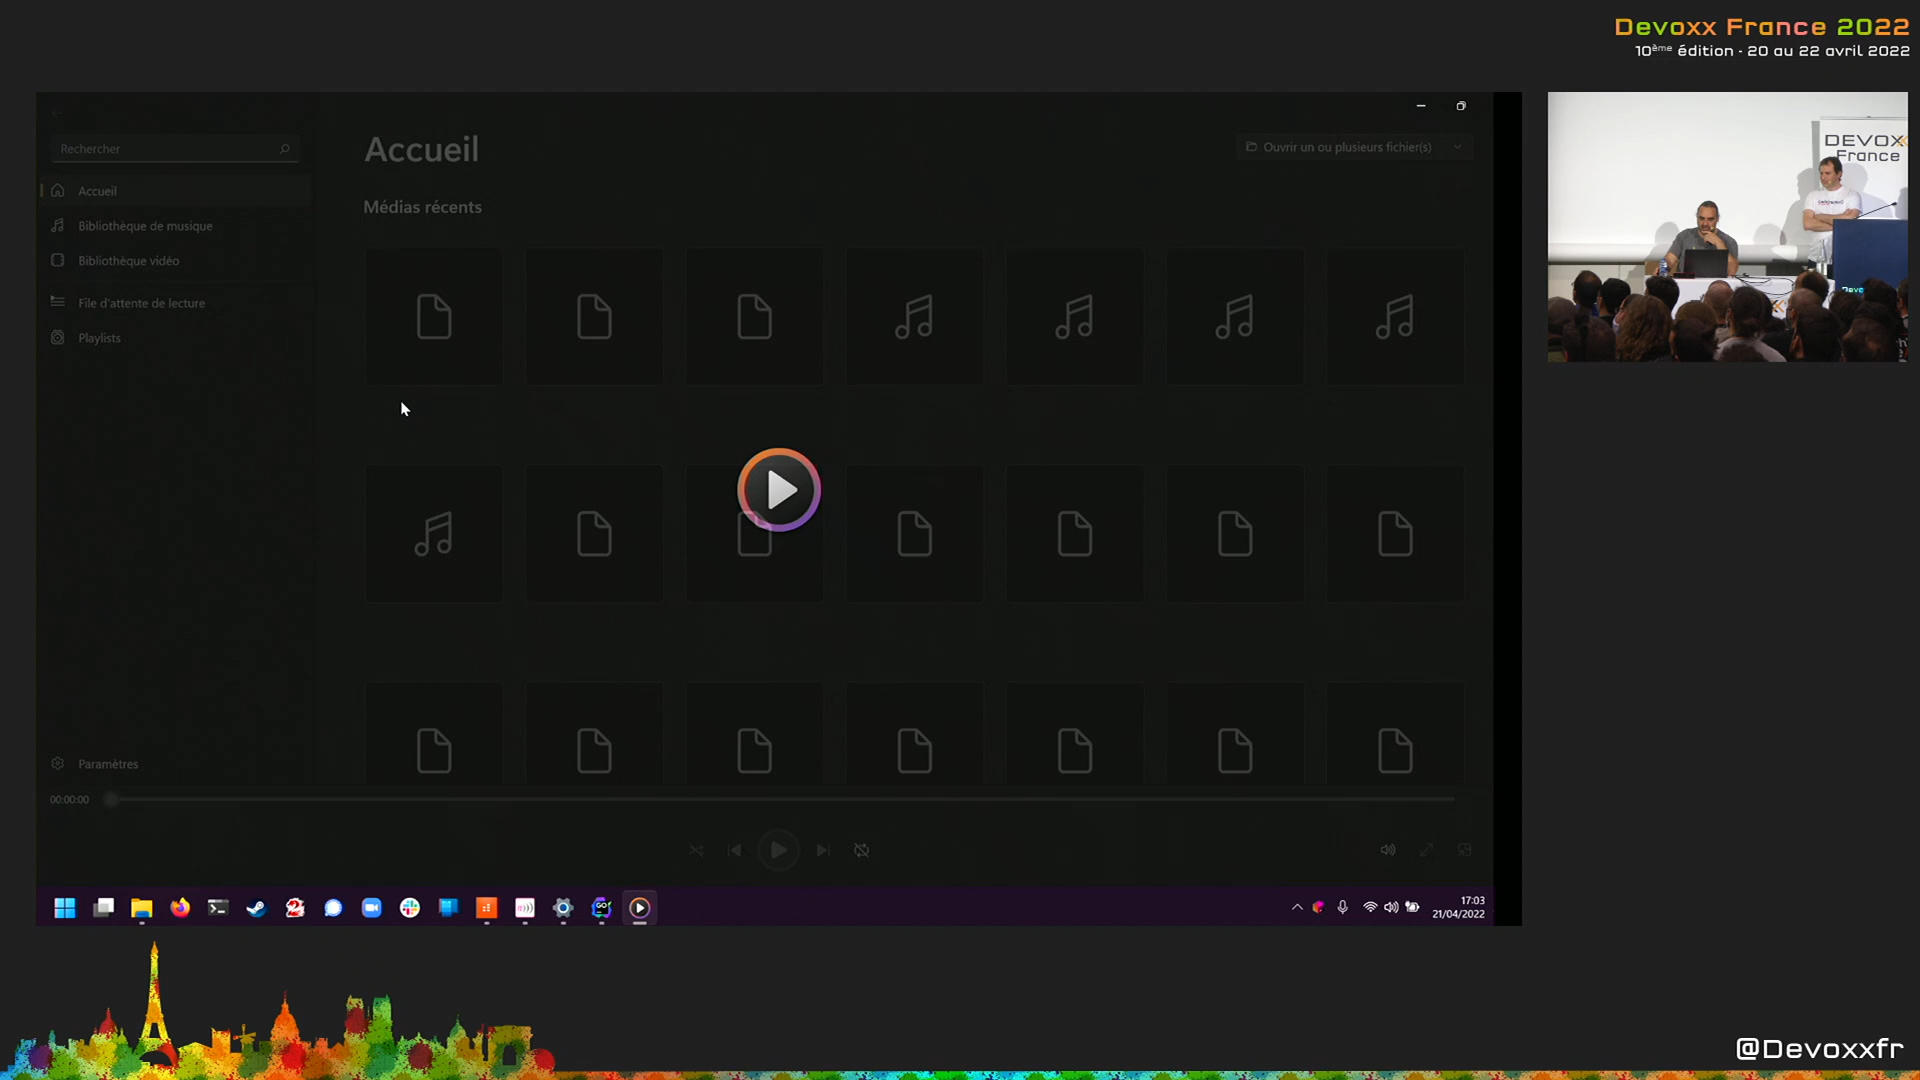 Devoxx France 2022
10ème édition - 20 au 22 avril 2022
Rechercher
Accueil
Ouvrir un ou plusieurs fichier(s)
Accueil
Médias récents
Bibliothèque de musique
Bibliothèque vidéo
File d'attente de lecture
Playlists
Paramètres
00:00:00
GO
17:03
21/04/2022
DEVOXX
France
Devo
@Devoxxfr